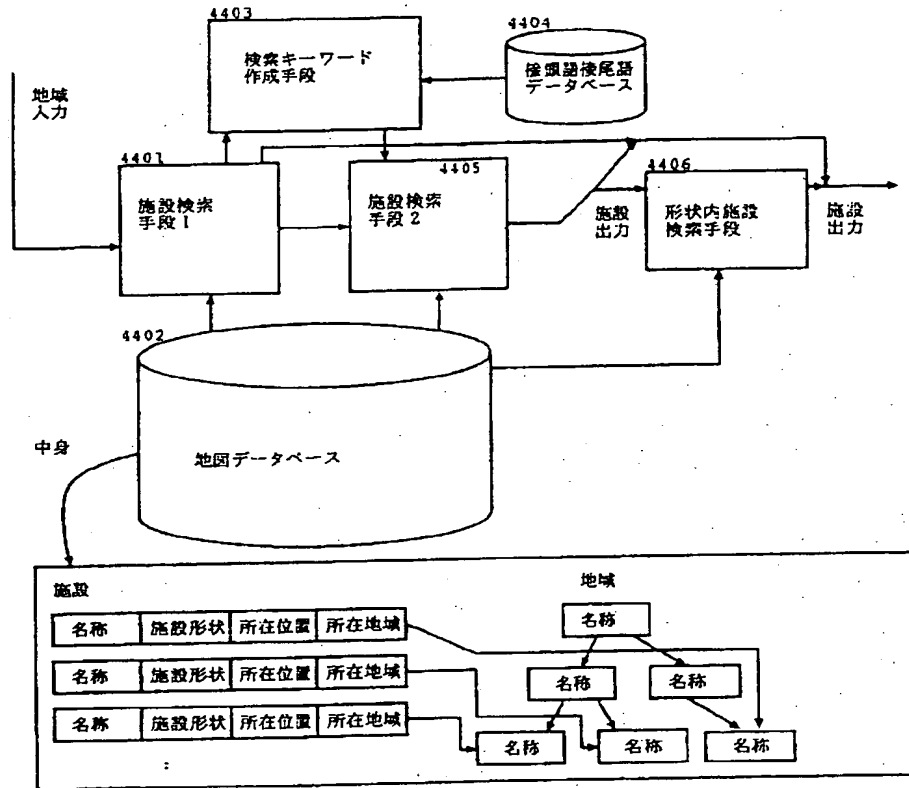 4403
検索キーワード
作成手段
4404
接頭語接尾語
データベース
地域
入力
4401
施設検索
手段1
4405
施設検索
手段2
施設
出力
4406
形状内施設
検索手段
施設
出力
4402
地図データベース
中身
施設
地域
名称 施設形状 所在位置 所在地域
名称 施設形状 所在位置 所在地域
名称 施設形状 所在位置 所在地域
:
名称
名称 名称
名称 名称 名称